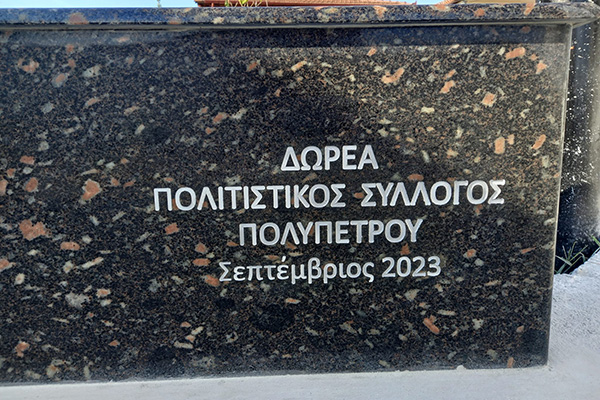 ΔΩΡΕΑ
ΠΟΛΙΤΙΣΤΙΚΟΣ ΣΥΛΛΟΓΟΣ
ΠΟΛΥΠΕΤΡΟΥ
Σεπτέμβριος 2023